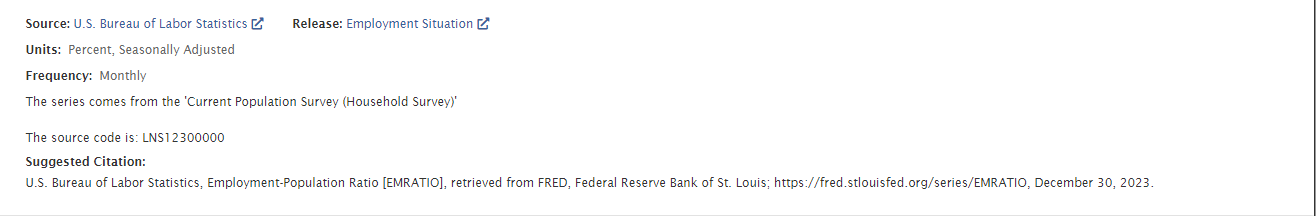 Source: U.S. Bureau of Labor Statistics Release: Employment Situation
Units: Percent, Seasonally Adjusted
Frequency: Monthly
The series comes from the 'Current Population Survey (Household Survey)'
The source code is: LNS12300000
Suggested Citation:
U.S. Bureau of Labor Statistics, Employment-Population Ratio [EMRATIO], retrieved from FRED, Federal Reserve Bank of St. Louis; https://fred.stlouisfed.org/series/EMRATIO, December 30, 2023.